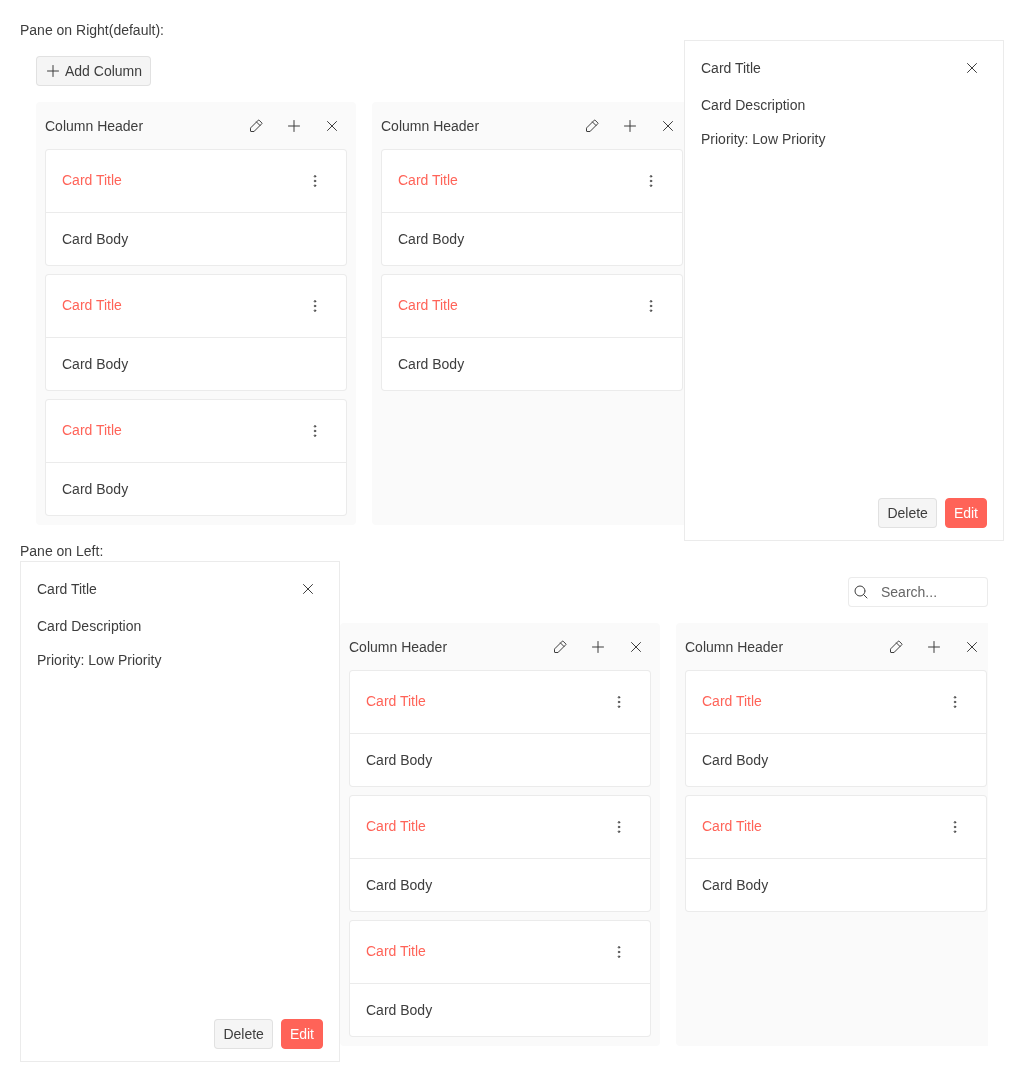 Pane on Right(default):
Add Column
Column Header
Card Title
Card Body
Card Title
Card Body
Card Title
Card Body
Column Header
Card Title
Card Body
Card Title
Card Body
Card Title
Card Description
Priority: Low Priority
Delete
Edit
Pane on Left:
Card Title
Card Description
Priority: Low Priority
Delete
Edit
Search...
Column Header
Card Title
Card Body
Card Title
Card Body
Card Title
Card Body
Column Header
Card Title
Card Body
Card Title
Card Body